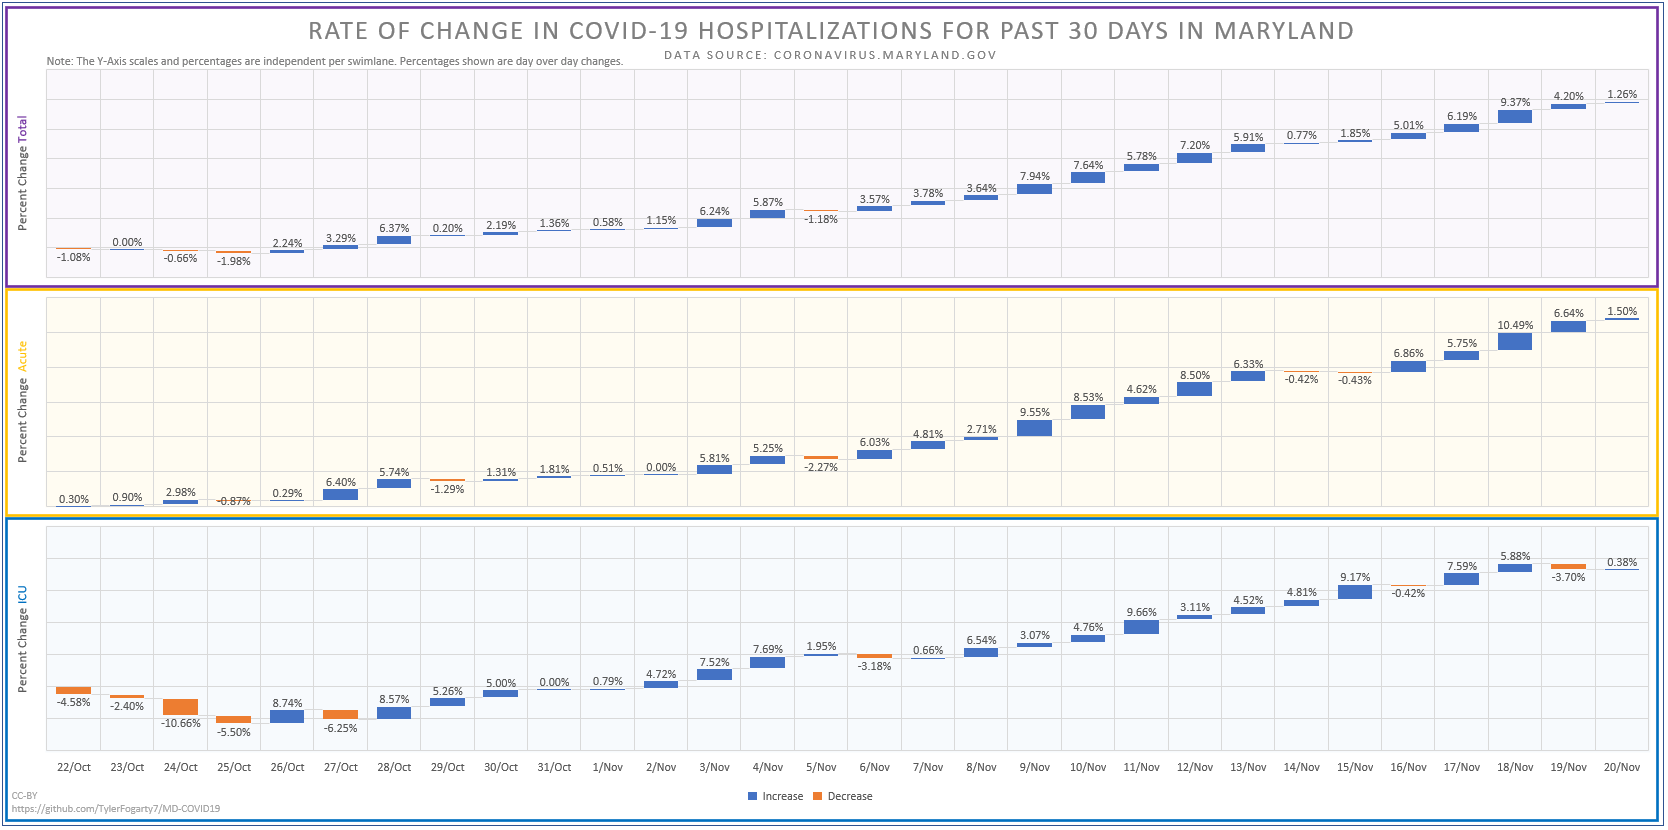 RATE OF CHANGE IN COVID-19 HOSPITALIZATIONS FOR PAST 30 DAYS IN MARYLAND
DATA SOURCE: CORONAVIRUS.MARYLAND.GOV
Note: The Y-Axis scales and percentages are independent per swimlane. Percentages shown are day over day changes.
Percent Change Total
-1.08% 0.00% -0.66% -1.98% 2.24% 3.29% 6.37% 0.20% 2.19% 1.36% 0.58% 1.15% 6.24% 5.87% -1.18% 3.57% 3.78% 3.64% 7.94% 7.64% 5.78% 7.20% 5.91% 0.77% 1.85% 5.01% 6.19% 9.37% 4.20% 1.26%
Percent Change Acute
0.30% 0.90% 2.98% -0.87% 0.29% 6.40% 5.74% -1.29% 1.31% 1.81% 0.51% 0.00% 5.81% 5.25% -2.27% 6.03% 4.81% 2.71% 9.55% 8.53% 4.62% 8.50% 6.33% -0.42% -0.43% 6.86% 5.75% 10.49% 6.64% 1.50%
Percent Change ICU
-4.58% -2.40% -10.66% -5.50% 8.74% -6.25% 8.57% 5.26% 5.00% 0.00% 0.79% 4.72% 7.52% 7.69% 1.95% -3.18% 0.66% 6.54% 3.07% 4.76% 9.66% 3.11% 4.52% 4.81% 9.17% -0.42% 7.59% 5.88% -3.70% 0.38%
22/Oct 23/Oct 24/Oct 25/Oct 26/Oct 27/Oct 28/Oct 29/Oct 30/Oct 31/Oct 1/Nov 2/Nov 3/Nov 4/Nov 5/Nov 6/Nov 7/Nov 8/Nov 9/Nov 10/Nov 11/Nov 12/Nov 13/Nov 14/Nov 15/Nov 16/Nov 17/Nov 18/Nov 19/Nov 20/Nov
Increase Decrease
CC-BY
https://github.com/TylerFogarty7/MD-COVID19